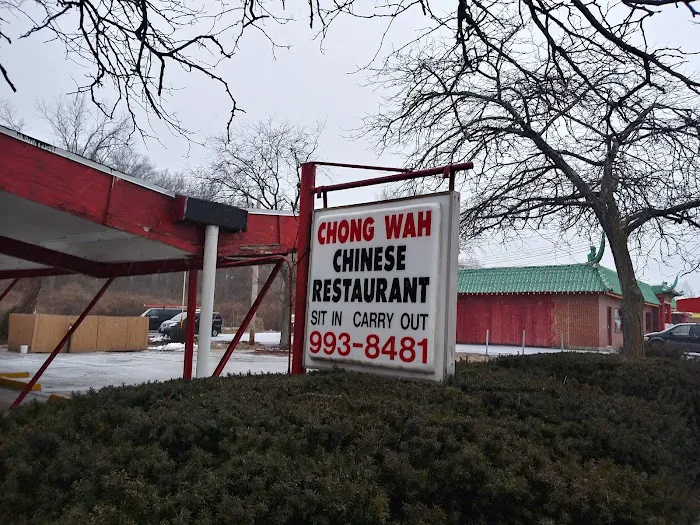 CHONG WAH
CHINESE
RESTAURANT
SIT IN CARRY OUT
993-8481